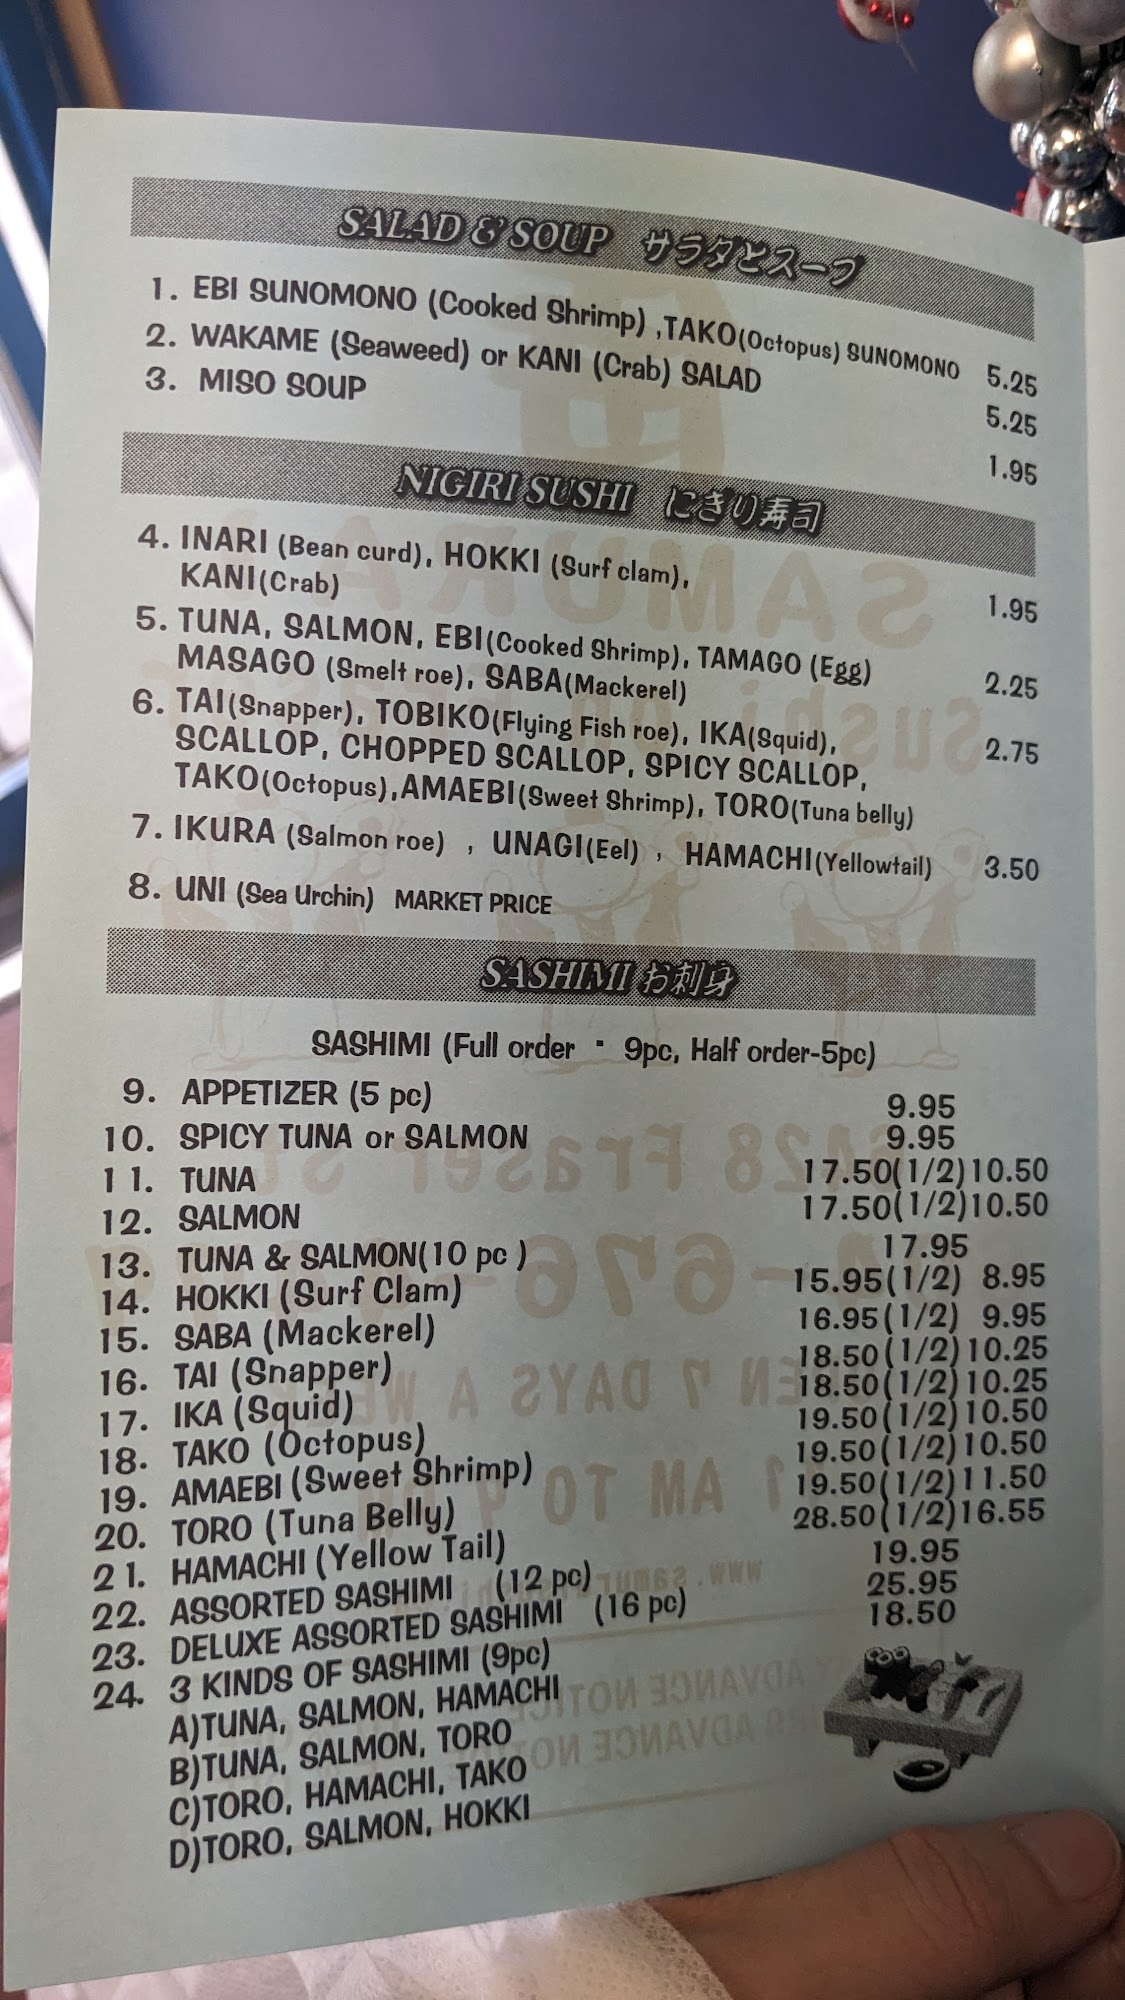 SALAD & SOUP サラダとスープ
1. EBI SUNOMONO (Cooked Shrimp) ,TAKO(Octopus) SUNOMONO 5.25
2. WAKAME (Seaweed) or KANI (Crab) SALAD 5.25
3. MISO SOUP 1.95
NIGIRI SUSHI にぎり寿司
4. INARI (Bean curd), HOKKI (Surf clam),
KANI(Crab) 1.95
5. TUNA, SALMON, EBI(Cooked Shrimp), TAMAGO (Egg)
MASAGO (Smelt roe), SABA(Mackerel) 2.25
6. TAI(Snapper), TOBIKO(Flying Fish roe), IKA(Squid), 2.75
SCALLOP, CHOPPED SCALLOP, SPICY SCALLOP,
TAKO(Octopus),AMAEBI(Sweet Shrimp), TORO(Tuna belly)
7. IKURA (Salmon roe) , UNAGI(Eel) , HAMACHI(Yellowtail) 3.50
8. UNI (Sea Urchin) MARKET PRICE
SASHIMI お刺身
SASHIMI (Full order - 9pc, Half order-5pc)
9. APPETIZER (5 pc) 9.95
10. SPICY TUNA or SALMON 9.95
11. TUNA 17.50(1/2)10.50
12. SALMON 17.50(1/2)10.50
13. TUNA & SALMON(10 pc ) 17.95
14. HOKKI (Surf Clam) 15.95(1/2) 8.95
15. SABA (Mackerel) 16.95(1/2) 9.95
16. TAI (Snapper) 18.50(1/2)10.25
17. IKA (Squid) 18.50(1/2)10.25
18. TAKO (Octopus) 19.50(1/2)10.50
19. AMAEBI (Sweet Shrimp) 19.50(1/2)10.50
20. TORO (Tuna Belly) 19.50(1/2)11.50
21. HAMACHI (Yellow Tail) 28.50(1/2)16.55
22. ASSORTED SASHIMI (12 pc) 19.95
23. DELUXE ASSORTED SASHIMI (16 pc) 25.95
24. 3 KINDS OF SASHIMI (9pc) 18.50
A)TUNA, SALMON, HAMACHI
B)TUNA, SALMON, TORO
C)TORO, HAMACHI, TAKO
D)TORO, SALMON, HOKKI